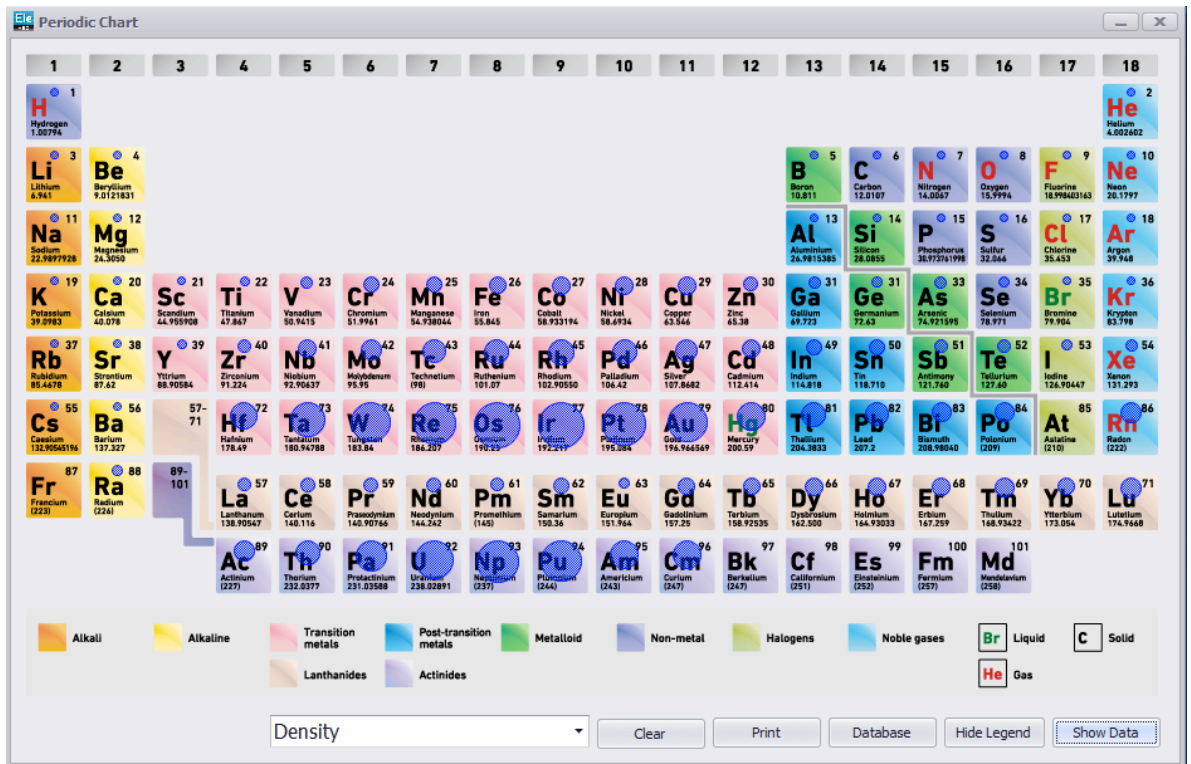 Ele
Periodic Chart
1 2 3 4 5 6 7 8 9 10 11 12 13 14 15 16 17 18
1 2
H He
Hydrogen Helium
1.00794 4.002602
3 4 5 6 7 8 9 10
Li Be B C N O F Ne
Lithium Beryllium Boron Carbon Nitrogen Oxygen Fluorine Neon
6.941 9.0121831 10.811 12.0107 14.0067 15.9994 18.998403163 20.1797
11 12 13 14 15 16 17 18
Na Mg Al Si P S Cl Ar
Sodium Magnesium Aluminium Silicon Phosphorus Sulfur Chlorine Argon
22.9897928 24.3050 26.9815385 28.0855 30.973761998 32.066 35.453 39.948
19 20 21 22 23 24 25 26 27 28 29 30 31 31 33 34 35 36
K Ca Sc Ti V Cr Mn Fe Co Ni Cu Zn Ga Ge As Se Br Kr
Potassium Calsium Scandium Titanium Vanadium Chromium Manganese Iron Cobalt Nickel Copper Zinc Gallium Germanium Arsenic Selenium Bromine Krypton
39.0983 40.078 44.955908 47.867 50.9415 51.9961 54.938044 55.845 58.933194 58.6934 63.546 65.38 69.723 72.63 74.921595 78.971 79.904 83.798
37 38 39 40 41 42 43 44 45 46 47 48 49 50 51 52 53 54
Rb Sr Y Zr Nb Mo Tc Ru Rh Pd Ag Cd In Sn Sb Te I Xe
Rubidium Strontium Yttrium Zirconium Niobium Molybdenum Technetium Ruthenium Rhodium Palladium Silver Cadmium Indium Tin Antimony Tellurium Iodine Xenon
85.4678 87.62 88.90584 91.224 92.90637 95.95 (98) 101.07 102.90550 106.42 107.8682 112.414 114.818 118.710 121.760 127.60 126.90447 131.293
55 56 57-71 72 73 74 75 76 77 78 79 80 81 82 83 84 85 86
Cs Ba Hf Ta W Re Os Ir Pt Au Hg Tl Pb Bi Po At Rn
Caesium Barium Hafnium Tantalum Tungsten Rhenium Platinum Gold Mercury Thallium Lead Bismuth Polonium Astatine Radon
132.90545196 137.327 178.49 180.94788 183.84 186.207 190.23 192.217 195.084 196.966569 200.59 204.3833 207.2 208.98040 (209) (210) (222)
87 88 89-101
Fr Ra
Francium Radium
(223) (226)
57 58 59 60 61 62 63 64 65 66 67 68 69 70 71
La Ce Pr Nd Pm Sm Eu Gd Tb Dy Ho Er Tm Yb Lu
Lanthanum Cerium Praseodymium Neodymium Promethium Samarium Europium Gadolinium Terbium Dysbrosium Holmium Erbium Thulium Ytterbium Lutetium
138.90547 140.116 140.90766 144.242 (145) 150.36 151.964 157.25 158.92535 162.500 164.93033 167.259 168.93422 173.054 174.9668
89 90 91 92 93 94 95 96 97 98 99 100 101
Ac Th Pa U Np Pu Am Cm Bk Cf Es Fm Md
Actinium Thorium Protactinium Uranium Neptunium Plutonium Americium Curium Berkelium Californium Einsteinium Fermium Mendelevium
(227) 232.0377 231.03588 238.02891 (237) (244) (243) (247) (247) (251) (252) (257) (258)
Alkali Alkaline Transition metals Post-transition metals Metalloid Non-metal Halogens Noble gases Br Liquid C Solid
Lanthanides Actinides He Gas
Density Clear Print Database Hide Legend Show Data